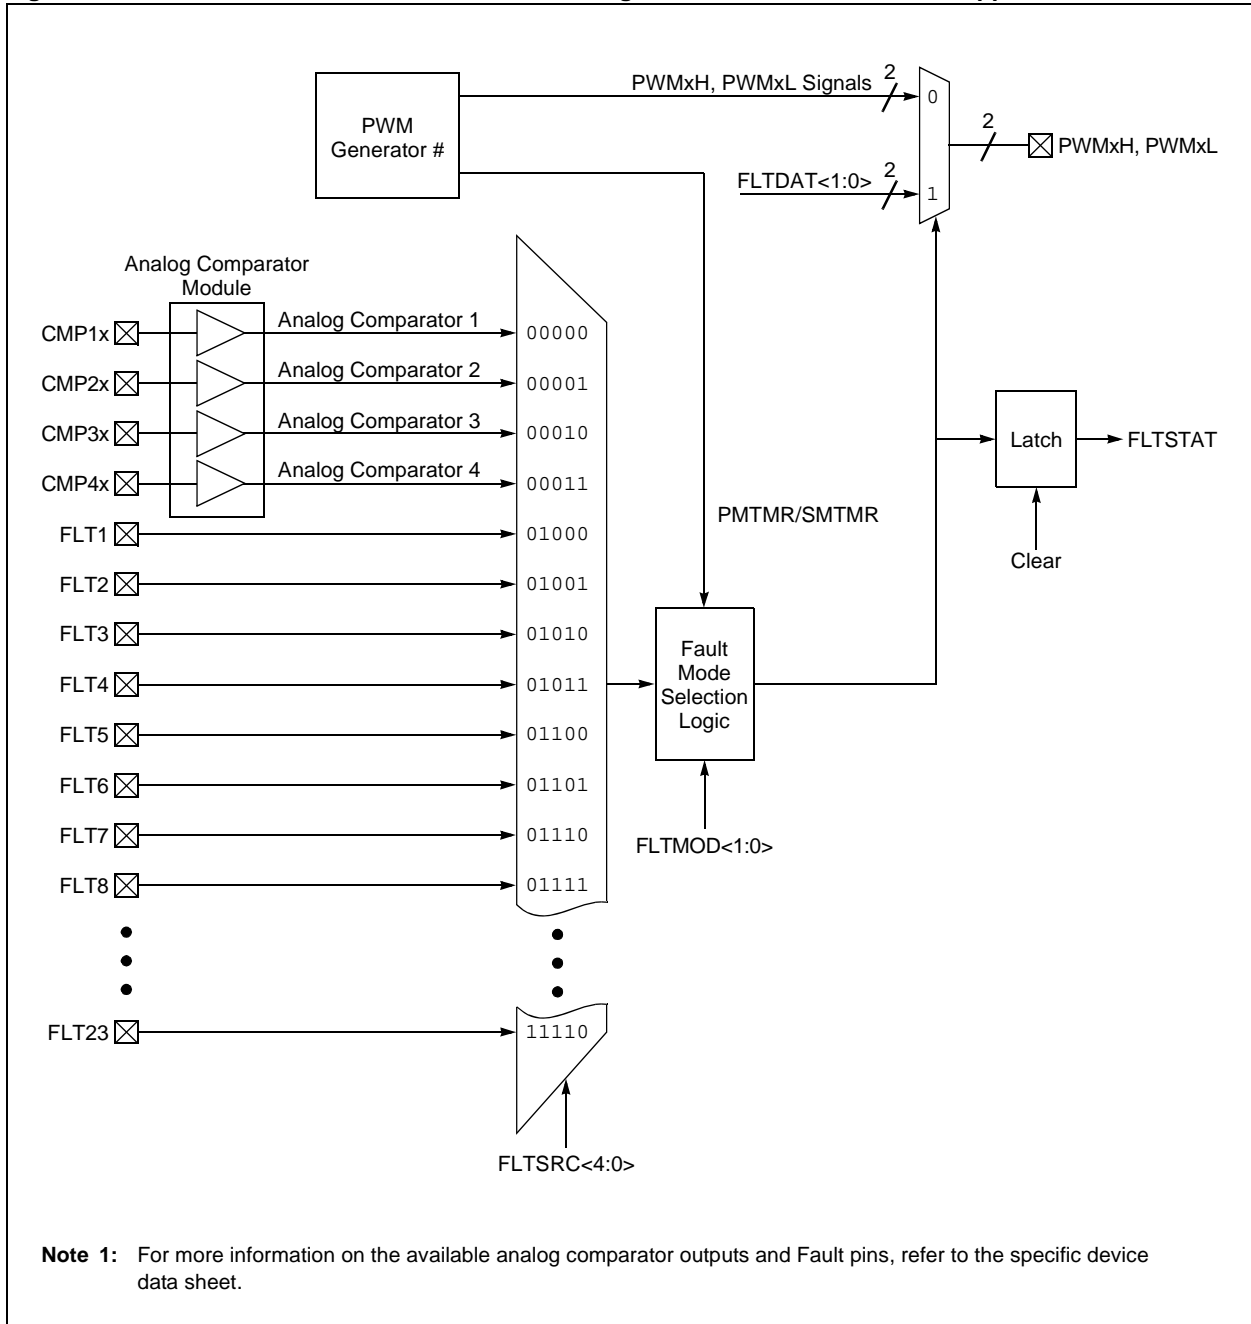 PWMxH, PWMxL Signals
2
0
PWM
Generator #
2
PWMxH, PWMxL
FLTDAT<1:0>
2
1
Analog Comparator
Module
CMP1x
Analog Comparator 1
00000
CMP2x
Analog Comparator 2
00001
CMP3x
Analog Comparator 3
00010
CMP4x
Analog Comparator 4
00011
Latch
FLTSTAT
Clear
PMTMR/SMTMR
FLT1
01000
FLT2
01001
FLT3
01010
FLT4
01011
Fault
Mode
Selection
Logic
FLT5
01100
FLT6
01101
FLT7
01110
FLTMOD<1:0>
FLT8
01111
FLT23
11110
FLTSRC<4:0>
Note 1: For more information on the available analog comparator outputs and Fault pins, refer to the specific device
data sheet.